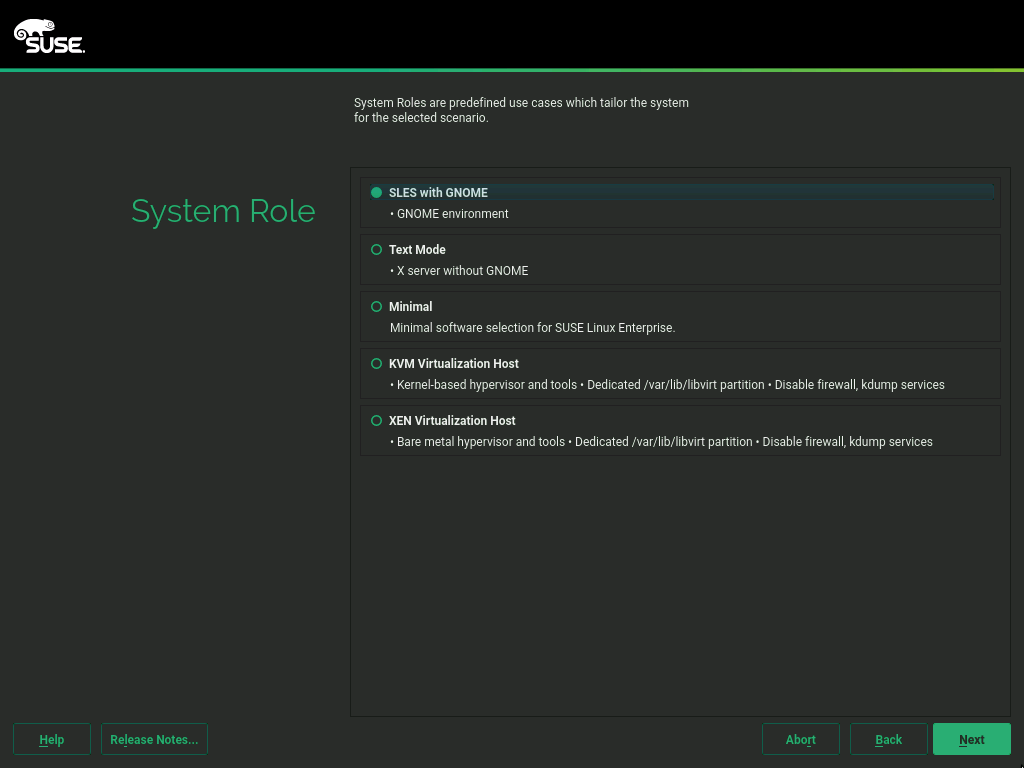 SUSE.
System Roles are predefined use cases which tailor the system
for the selected scenario.
System Role
SLES with GNOME
• GNOME environment
Text Mode
• X server without GNOME
Minimal
Minimal software selection for SUSE Linux Enterprise.
KVM Virtualization Host
• Kernel-based hypervisor and tools • Dedicated /var/lib/libvirt partition • Disable firewall, kdump services
XEN Virtualization Host
• Bare metal hypervisor and tools • Dedicated /var/lib/libvirt partition • Disable firewall, kdump services
Help
Release Notes...
Abort
Back
Next